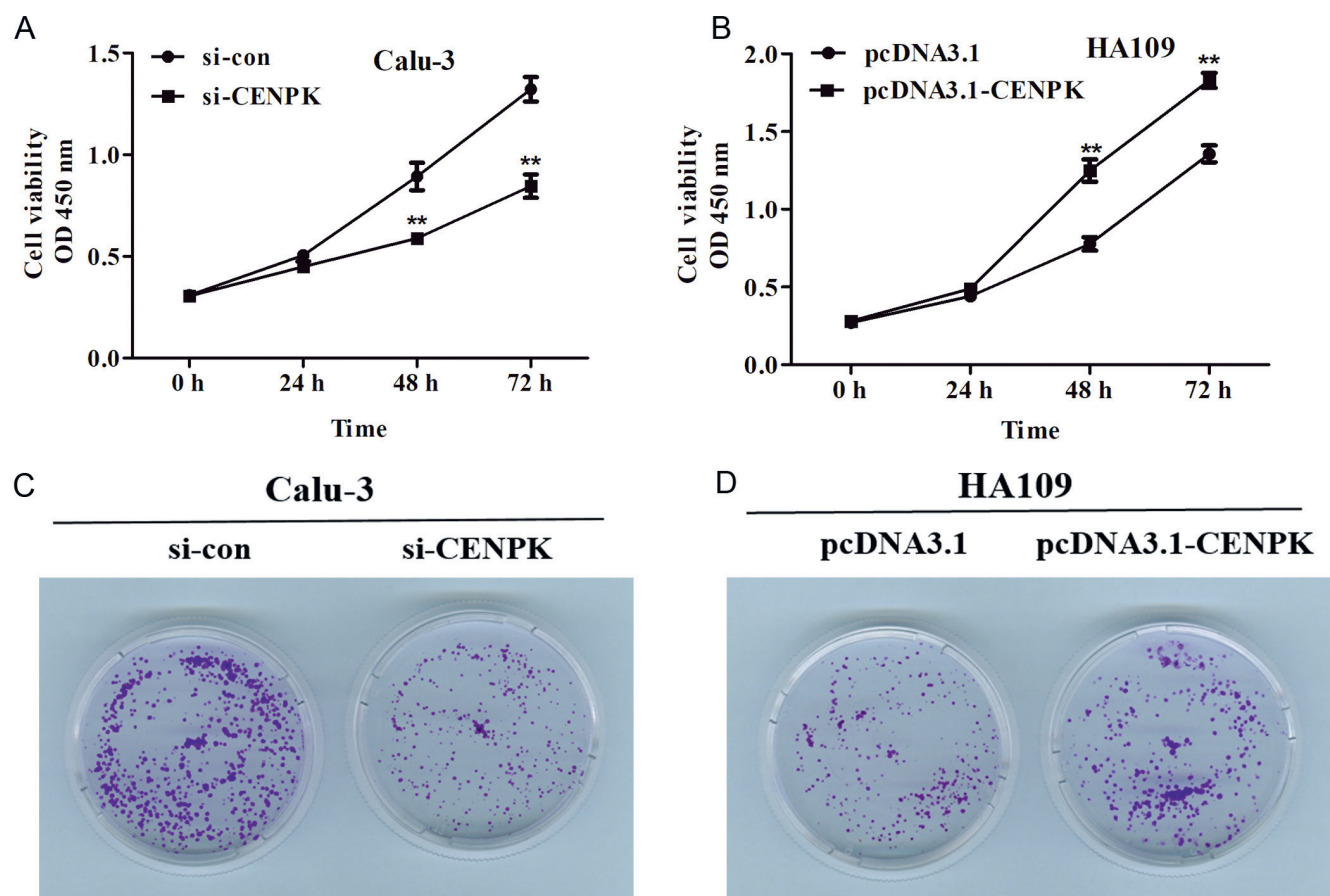 A
si-con
si-CENPK
Calu-3
1.5
1.0
0.5
0.0
Cell viability
OD 450 nm
**
**
0 h
24 h
48 h
72 h
Time
B
pcDNA3.1
pcDNA3.1-CENPK
HA109
2.0
1.5
1.0
0.5
0.0
Cell viability
OD 450 nm
**
**
0 h
24 h
48 h
72 h
Time
C
Calu-3
si-con
si-CENPK
D
HA109
pcDNA3.1
pcDNA3.1-CENPK